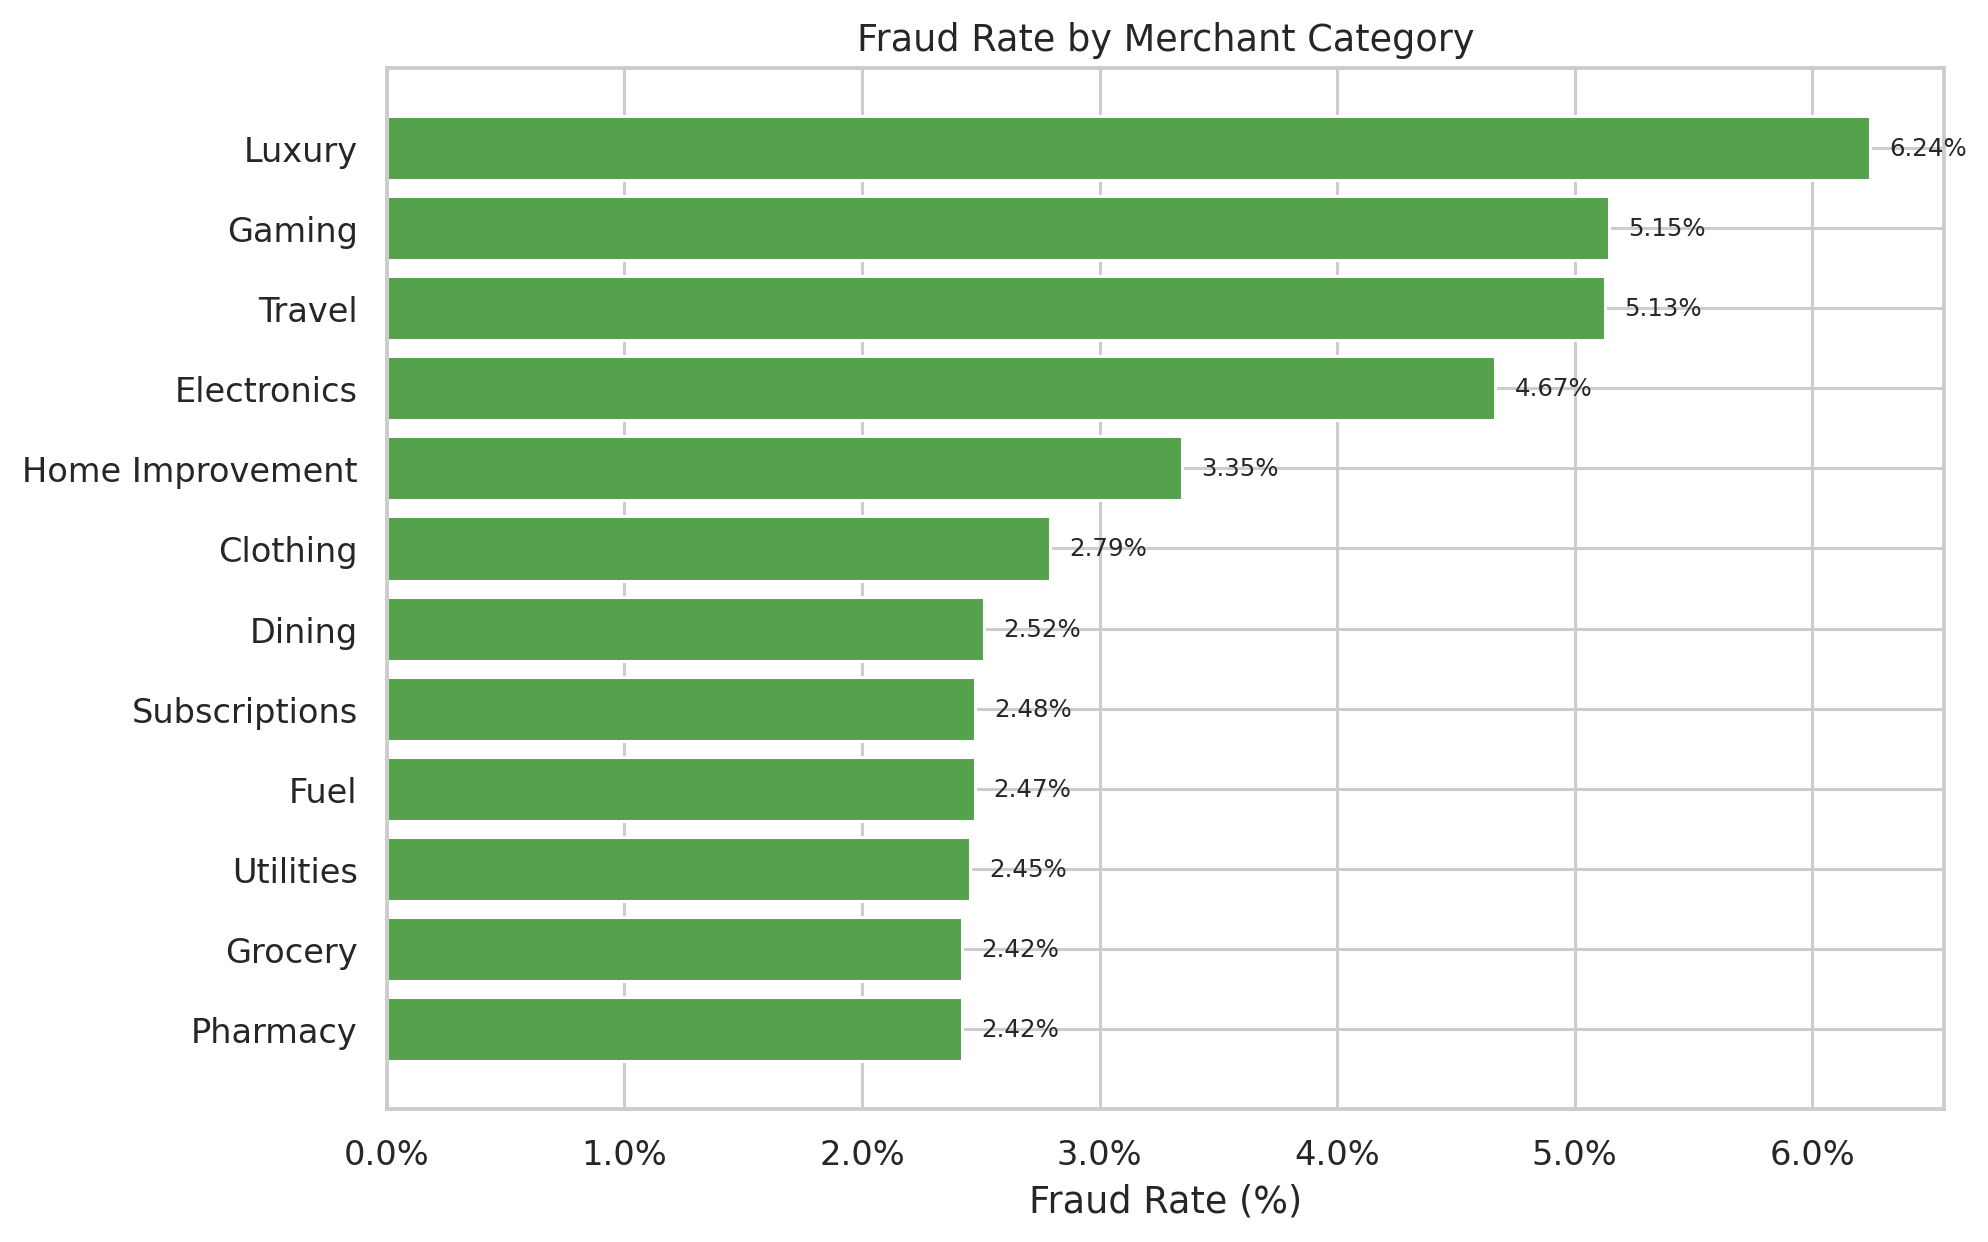 Fraud Rate by Merchant Category
Luxury 6.24%
Gaming 5.15%
Travel 5.13%
Electronics 4.67%
Home Improvement 3.35%
Clothing 2.79%
Dining 2.52%
Subscriptions 2.48%
Fuel 2.47%
Utilities 2.45%
Grocery 2.42%
Pharmacy 2.42%
0.0% 1.0% 2.0% 3.0% 4.0% 5.0% 6.0%
Fraud Rate (%)